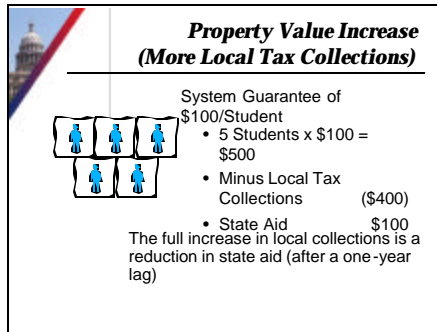 Property Value Increase
(More Local Tax Collections)
System Guarantee of
$100/Student
• 5 Students x $100 =
$500
• Minus Local Tax
Collections ($400)
• State Aid $100
The full increase in local collections is a
reduction in state aid (after a one-year
lag)